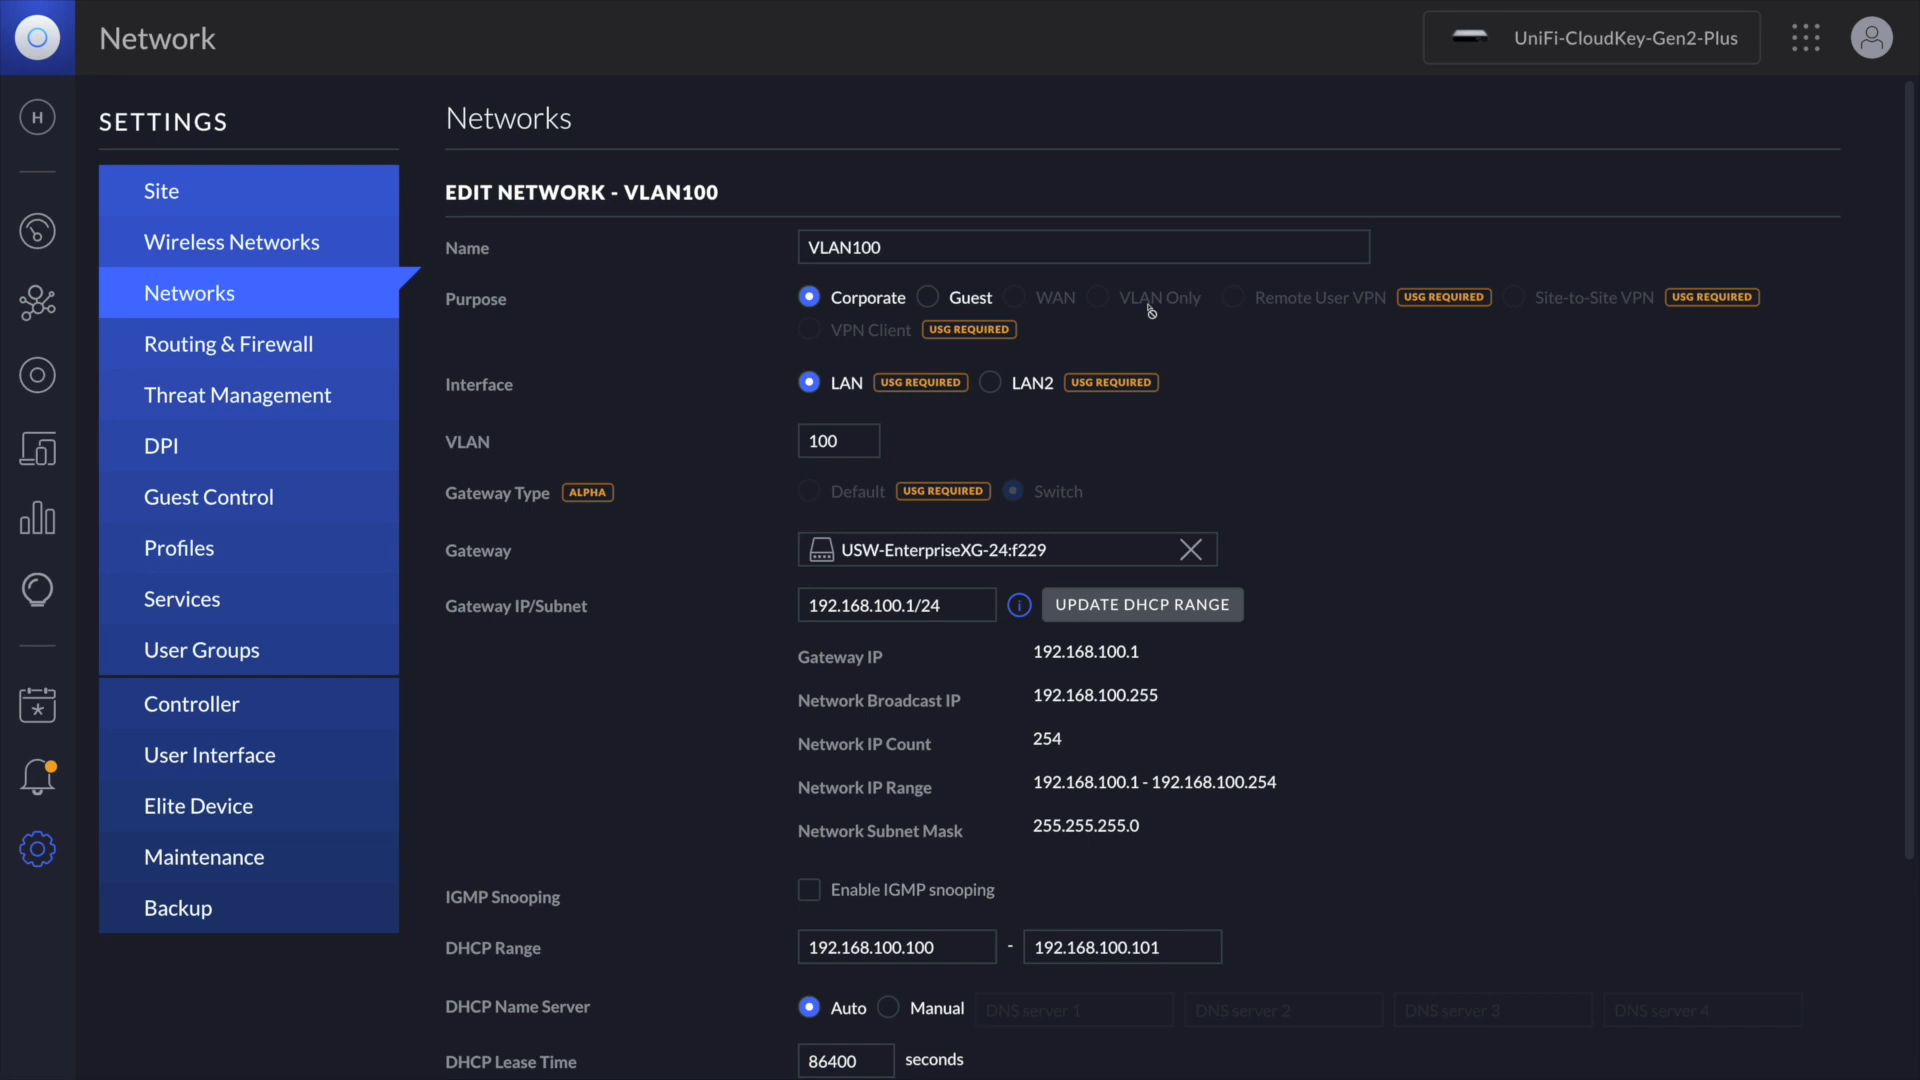 Network
UniFi-CloudKey-Gen2-Plus
H
SETTINGS
Site
Wireless Networks
Networks
Routing & Firewall
Threat Management
DPI
Guest Control
Profiles
Services
User Groups
Controller
User Interface
Elite Device
Maintenance
Backup
Networks
EDIT NETWORK - VLAN100
Name VLAN100
Purpose Corporate Guest WAN VLAN Only Remote User VPN USG REQUIRED Site-to-Site VPN USG REQUIRED
VPN Client USG REQUIRED
Interface LAN USG REQUIRED LAN2 USG REQUIRED
VLAN 100
Gateway Type ALPHA Default USG REQUIRED Switch
Gateway USW-EnterpriseXG-24:f229
Gateway IP/Subnet 192.168.100.1/24 i UPDATE DHCP RANGE
Gateway IP 192.168.100.1
Network Broadcast IP 192.168.100.255
Network IP Count 254
Network IP Range 192.168.100.1 - 192.168.100.254
Network Subnet Mask 255.255.255.0
IGMP Snooping Enable IGMP snooping
DHCP Range 192.168.100.100 - 192.168.100.101
DHCP Name Server Auto Manual DNS server 1 DNS server 2 DNS server 3 DNS server 4
DHCP Lease Time 86400 seconds